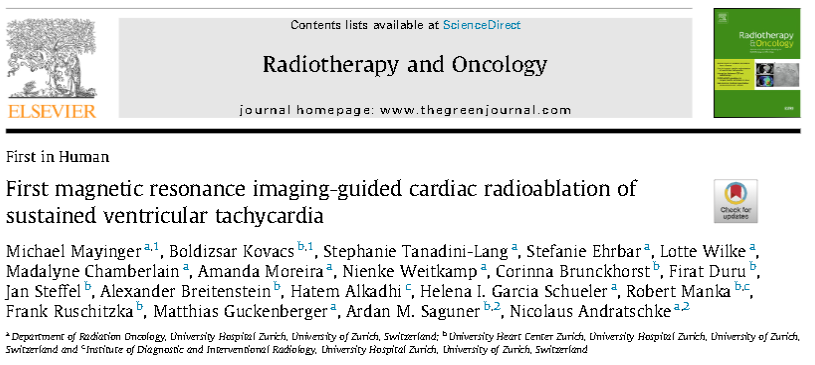 Contents lists available at ScienceDirect
Radiotherapy and Oncology
journal homepage: www.thegreenjournal.com
ELSEVIER
Radiotherapy
&Oncology
First in Human
First magnetic resonance imaging-guided cardiac radioablation of
sustained ventricular tachycardia
Check for
updates
Michael Mayinger a,1, Boldizsar Kovacs b,1, Stephanie Tanadini-Lang a, Stefanie Ehrbar a, Lotte Wilke a,
Madalyne Chamberlain a, Amanda Moreira a, Nienke Weitkamp a, Corinna Brunckhorst b, Firat Duru b,
Jan Steffel b, Alexander Breitenstein b, Hatem Alkadhi c, Helena I. Garcia Schueler a, Robert Manka b,c,
Frank Ruschitzka b, Matthias Guckenberger a, Ardan M. Saguner b,2, Nicolaus Andratschke a,2
a Department of Radiation Oncology, University Hospital Zurich, University of Zurich, Switzerland; b University Heart Center Zurich, University Hospital Zurich, University of Zurich,
Switzerland and c Institute of Diagnostic and Interventional Radiology, University Hospital Zurich, University of Zurich, Switzerland